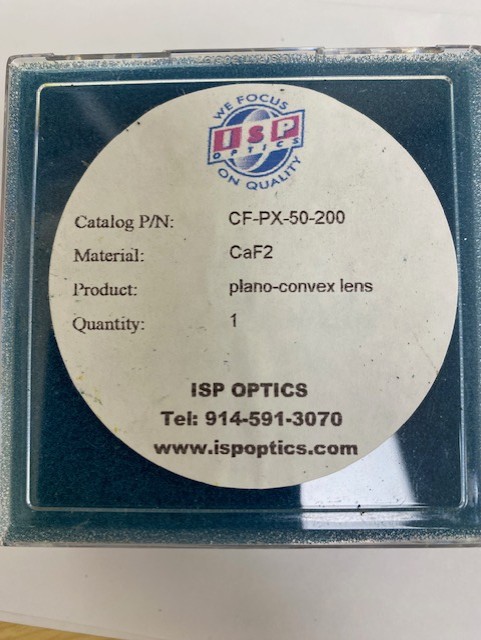 WE FOCUS
ISP
OPTICS
ON QUALITY
Catalog P/N: CF-PX-50-200
Material: CaF2
Product: plano-convex lens
Quantity: 1
ISP OPTICS
Tel: 914-591-3070
www.ispoptics.com